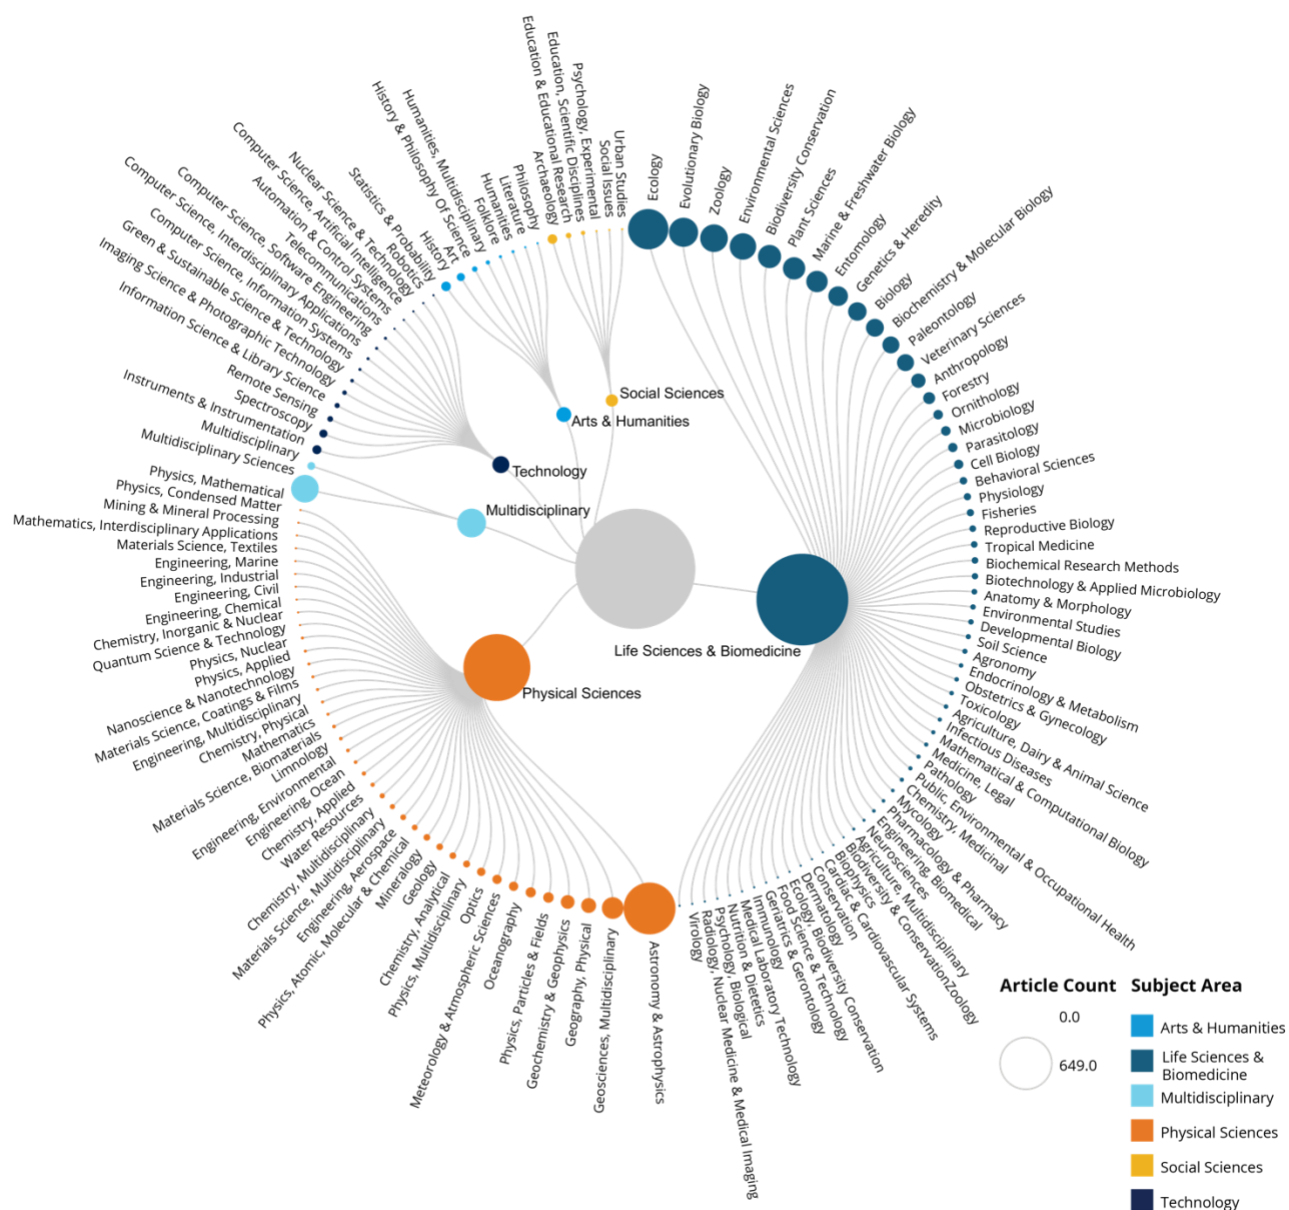 Ecology
Evolutionary Biology
Zoology
Environmental Sciences
Biodiversity Conservation
Plant Sciences
Marine & Freshwater Biology
Entomology
Genetics & Heredity
Biology
Biochemistry & Molecular Biology
Paleontology
Veterinary Sciences
Anthropology
Forestry
Ornithology
Microbiology
Parasitology
Cell Biology
Behavioral Sciences
Physiology
Fisheries
Reproductive Biology
Tropical Medicine
Biochemical Research Methods
Biotechnology & Applied Microbiology
Anatomy & Morphology
Environmental Studies
Developmental Biology
Soil Science
Agronomy
Endocrinology & Metabolism
Obstetrics & Gynecology
Toxicology
Agriculture, Dairy & Animal Science
Infectious Diseases
Mathematical & Computational Biology
Medicine, Legal
Pathology
Public, Environmental & Occupational Health
Chemistry, Medicinal
Mycology
Pharmacology & Pharmacy
Engineering, Biomedical
Neurosciences
Agriculture, Multidisciplinary
Biodiversity & ConservationZoology
Biophysics
Cardiac & Cardiovascular Systems
Conservation
Dermatology
Ecology, Biodiversity Conservation
Food Science & Technology
Geriatrics & Gerontology
Immunology
Medical Laboratory Technology
Nutrition & Dietetics
Psychology, Biological
Radiology, Nuclear Medicine & Medical Imaging
Virology
Astronomy & Astrophysics
Geosciences, Multidisciplinary
Geography, Physical
Geochemistry & Geophysics
Physics, Particles & Fields
Oceanography
Meteorology & Atmospheric Sciences
Optics
Physics, Multidisciplinary
Chemistry, Analytical
Geology
Mineralogy
Physics, Atomic, Molecular & Chemical
Engineering, Aerospace
Materials Science, Multidisciplinary
Chemistry, Multidisciplinary
Water Resources
Chemistry, Applied
Engineering, Ocean
Engineering, Environmental
Limnology
Materials Science, Biomaterials
Mathematics
Chemistry, Physical
Engineering, Multidisciplinary
Materials Science, Coatings & Films
Nanoscience & Nanotechnology
Physics, Applied
Physics, Nuclear
Quantum Science & Technology
Chemistry, Inorganic & Nuclear
Engineering, Chemical
Engineering, Civil
Engineering, Industrial
Engineering, Marine
Materials Science, Textiles
Mathematics, Interdisciplinary Applications
Mining & Mineral Processing
Physics, Condensed Matter
Physics, Mathematical
Multidisciplinary Sciences
Multidisciplinary
Instruments & Instrumentation
Spectroscopy
Remote Sensing
Information Science & Library Science
Imaging Science & Photographic Technology
Green & Sustainable Science & Technology
Computer Science, Information Systems
Computer Science, Interdisciplinary Applications
Computer Science, Software Engineering
Telecommunications
Automation & Control Systems
Computer Science, Artificial Intelligence
Nuclear Science & Technology
Robotics
Statistics & Probability
History
Art
History & Philosophy Of Science
Humanities, Multidisciplinary
Folklore
Humanities
Literature
Philosophy
Archaeology
Education & Educational Research
Education, Scientific Disciplines
Psychology, Experimental
Social Issues
Urban Studies
Social Sciences
Arts & Humanities
Technology
Multidisciplinary
Life Sciences & Biomedicine
Physical Sciences
Article Count
0.0
649.0
Subject Area
Arts & Humanities
Life Sciences &
Biomedicine
Multidisciplinary
Physical Sciences
Social Sciences
Technology